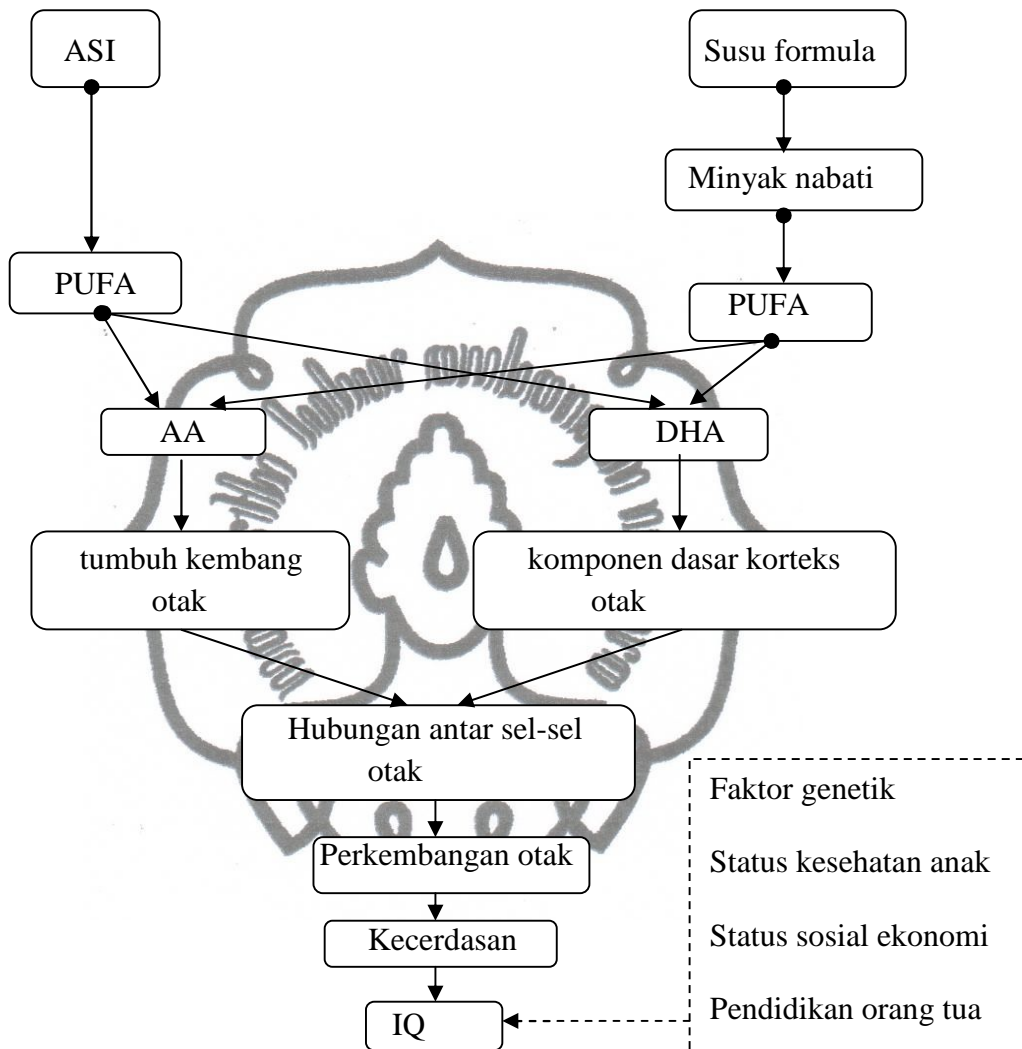 ASI
Susu formula
Minyak nabati
PUFA
PUFA
AA
DHA
tumbuh kembang
otak
komponen dasar korteks
otak
Hubungan antar sel-sel
otak
Faktor genetik
Perkembangan otak
Status kesehatan anak
Kecerdasan
Status sosial ekonomi
IQ
Pendidikan orang tua